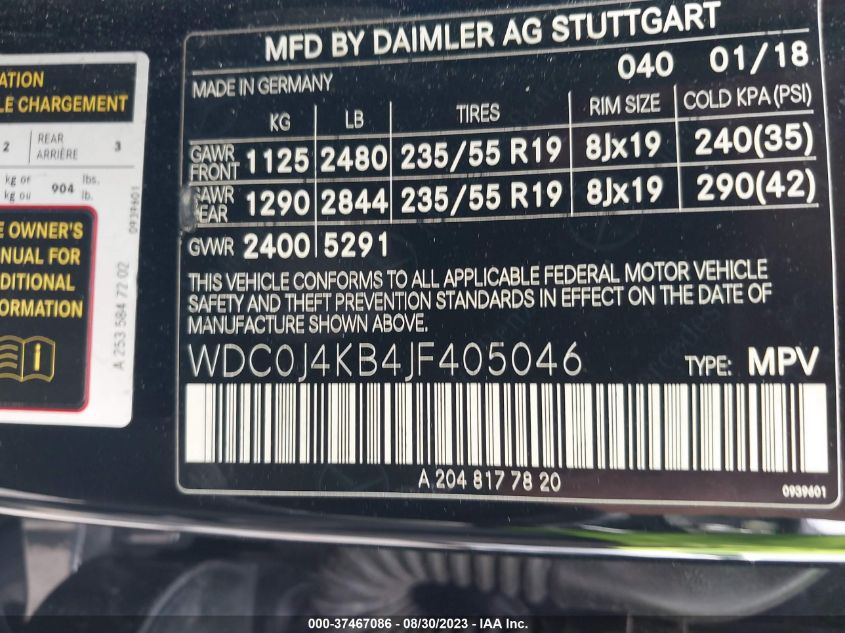 MFD BY DAIMLER AG STUTTGART
MADE IN GERMANY 040 01/18
KG LB TIRES RIM SIZE COLD KPA(PSI)
GAWR FRONT 1125 2480 235/55 R19 8Jx19 240(35)
GAWR REAR 1290 2844 235/55 R19 8Jx19 290(42)
GVWR 2400 5291
THIS VEHICLE CONFORMS TO ALL APPLICABLE FEDERAL MOTOR VEHICLE
SAFETY AND THEFT PREVENTION STANDARDS IN EFFECT ON THE DATE OF
MANUFACTURE SHOWN ABOVE.
WDC0J4KB4JF405046 TYPE: MPV
A 204 817 78 20
0939601
ATION
LE CHARGEMENT
2 REAR ARRIÈRE 3
kg or
kg ou 904 lbs.
lb.
E OWNER'S
NUAL FOR
DITIONAL
FORMATION
0939601
A 253 584 72 02
000-37467086 - 08/30/2023 - IAA Inc.